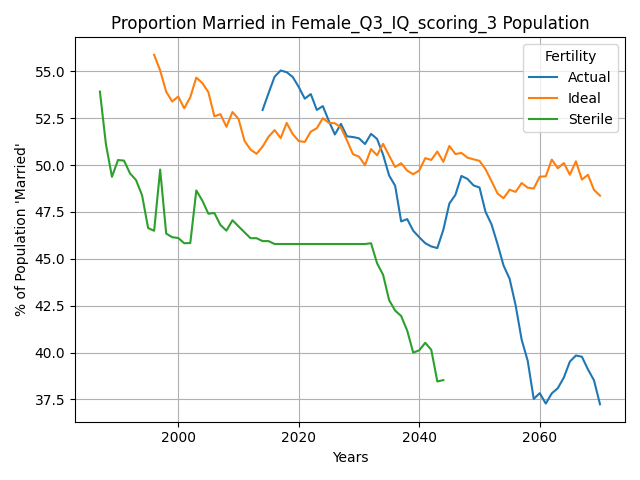 Proportion Married in Female_Q3_IQ_scoring_3 Population
Fertility
Actual
Ideal
Sterile
% of Population 'Married'
55.0
52.5
50.0
47.5
45.0
42.5
40.0
37.5
2000
2020
2040
2060
Years